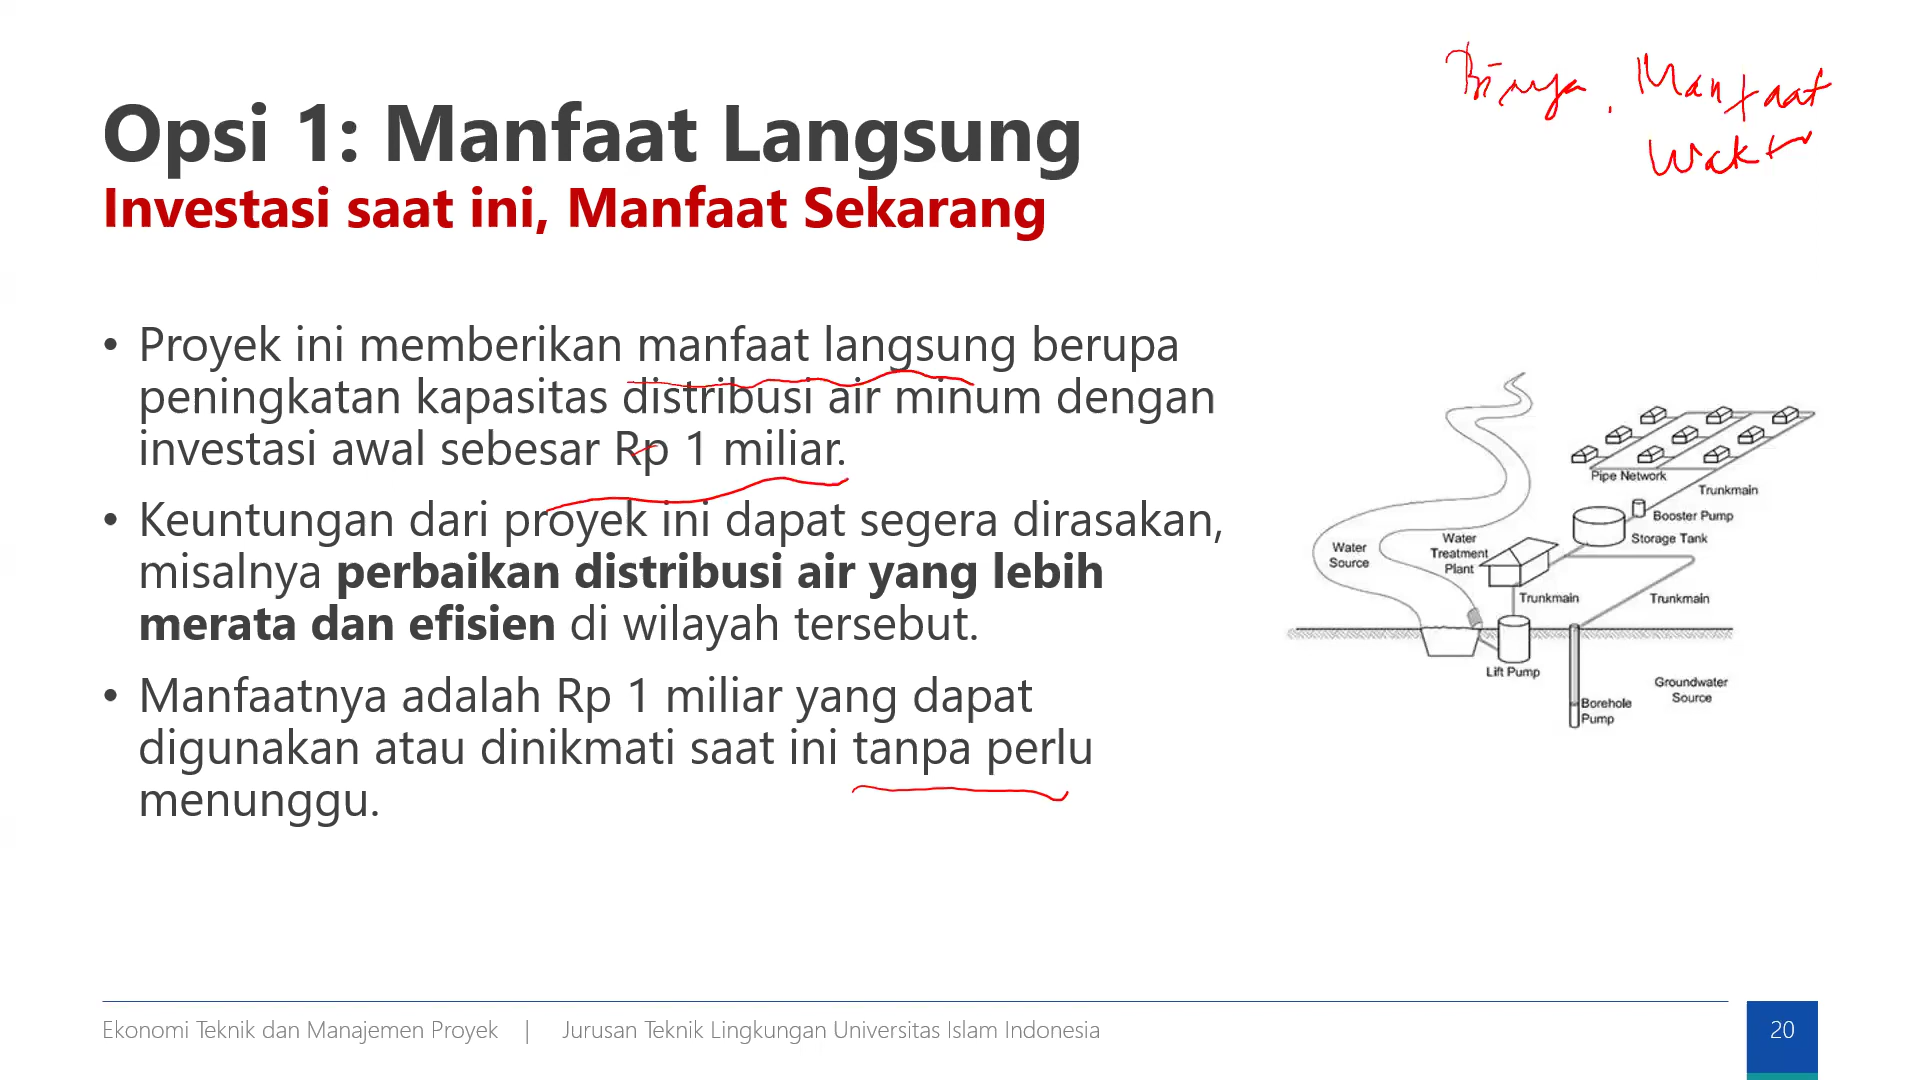 Biaya, Manfaat
Waktu
Opsi 1: Manfaat Langsung
Investasi saat ini, Manfaat Sekarang
• Proyek ini memberikan manfaat langsung berupa
peningkatan kapasitas distribusi air minum dengan
investasi awal sebesar Rp 1 miliar.
• Keuntungan dari proyek ini dapat segera dirasakan,
misalnya perbaikan distribusi air yang lebih
merata dan efisien di wilayah tersebut.
• Manfaatnya adalah Rp 1 miliar yang dapat
digunakan atau dinikmati saat ini tanpa perlu
menunggu.
Pipe Network
Trunkmain
Booster Pump
Storage Tank
Water
Source
Water
Treatment
Plant
Trunkmain
Trunkmain
Lift Pump
Groundwater
Source
Borehole
Pump
Ekonomi Teknik dan Manajemen Proyek | Jurusan Teknik Lingkungan Universitas Islam Indonesia
20